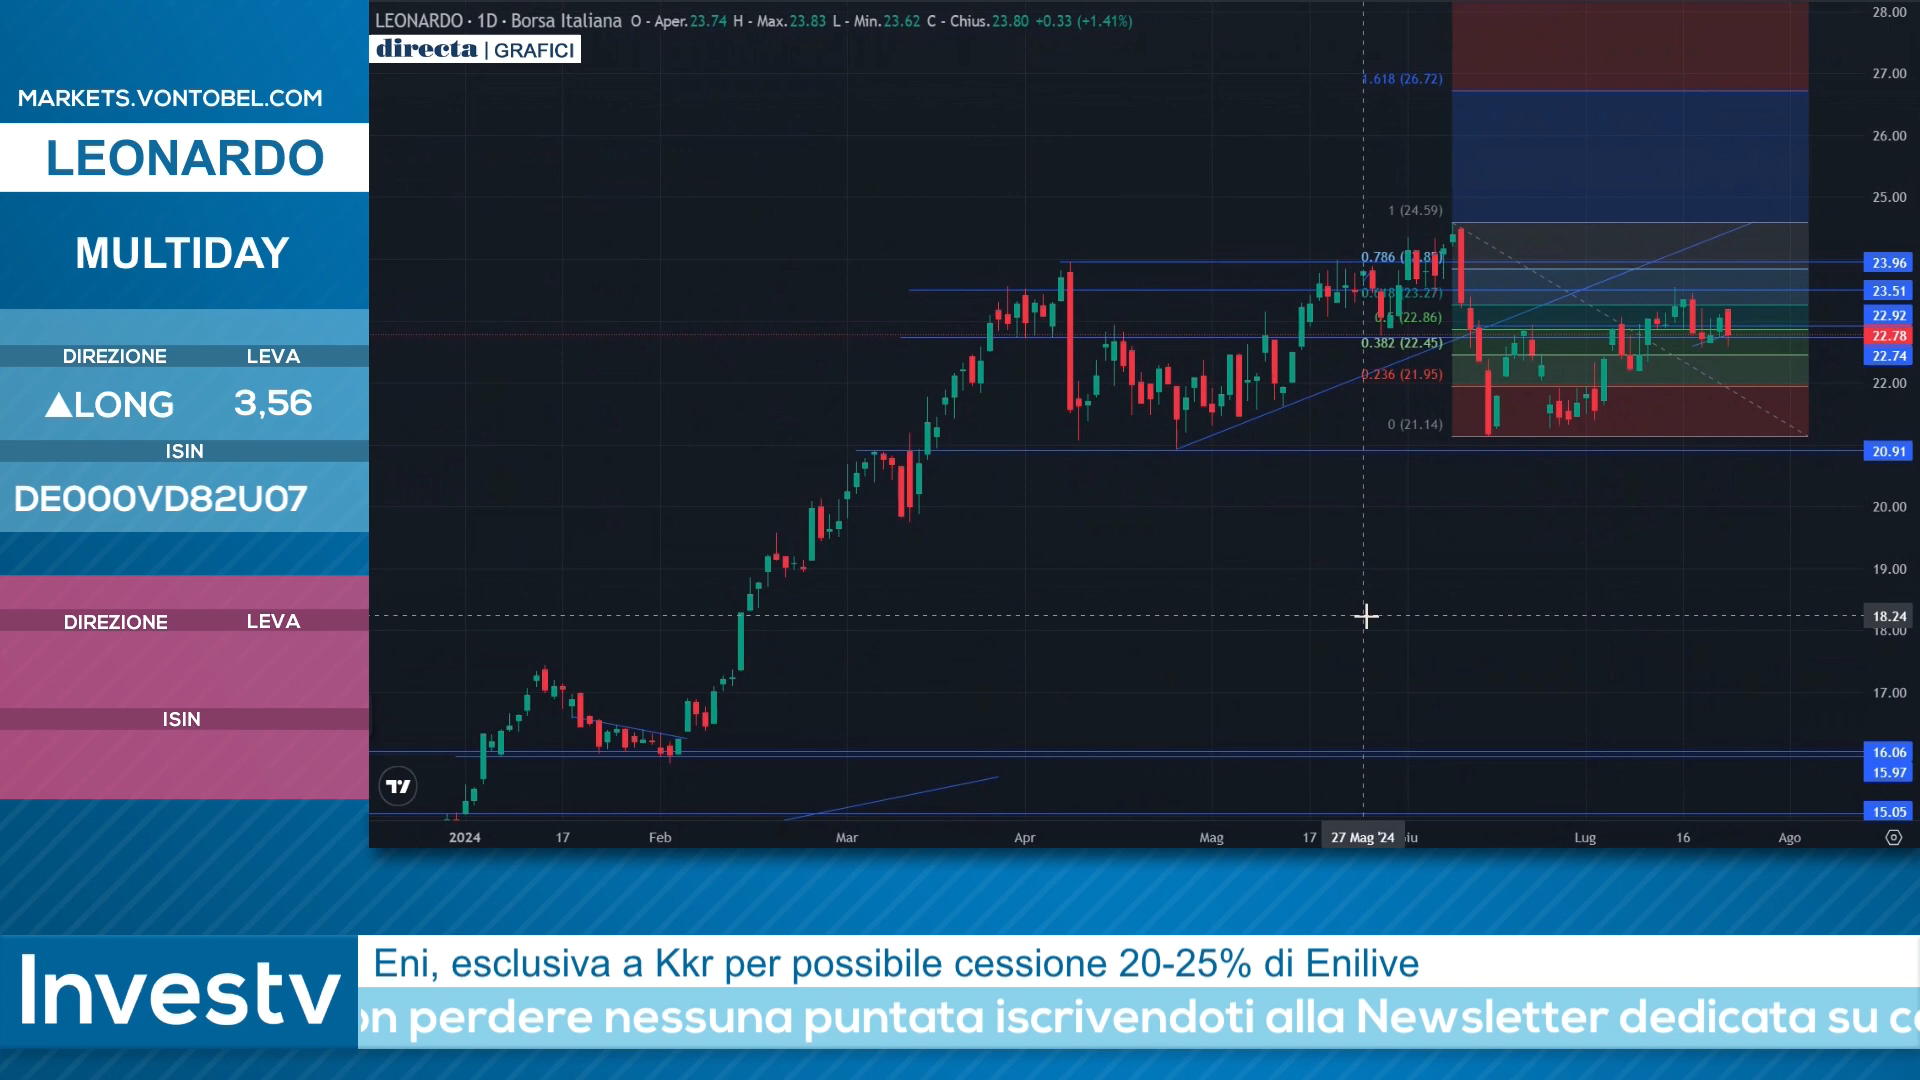 MARKETS.VONTOBEL.COM
LEONARDO
MULTIDAY
DIREZIONE LEVA
▲LONG 3,56
ISIN
DE000VD82U07
DIREZIONE LEVA
ISIN
LEONARDO · 1D · Borsa Italiana O - Aper.23.74 H - Max.23.83 L - Min.23.62 C - Chius.23.80 +0.33 (+1.41%)
directa | GRAFICI
1.618 (26.72)
1 (24.59)
0.786
(23.27)
(22.86)
0.382 (22.45)
0.236 (21.95)
0 (21.14)
28.00
27.00
26.00
25.00
23.96
23.51
22.92
22.78
22.74
22.00
20.91
20.00
19.00
18.24
18.00
17.00
16.06
15.97
15.05
2024 17 Feb Mar Apr Mag 17 27 Mag '24 iu Lug 16 Ago
Investv
Eni, esclusiva a Kkr per possibile cessione 20-25% di Enilive
on perdere nessuna puntata iscrivendoti alla Newsletter dedicata su